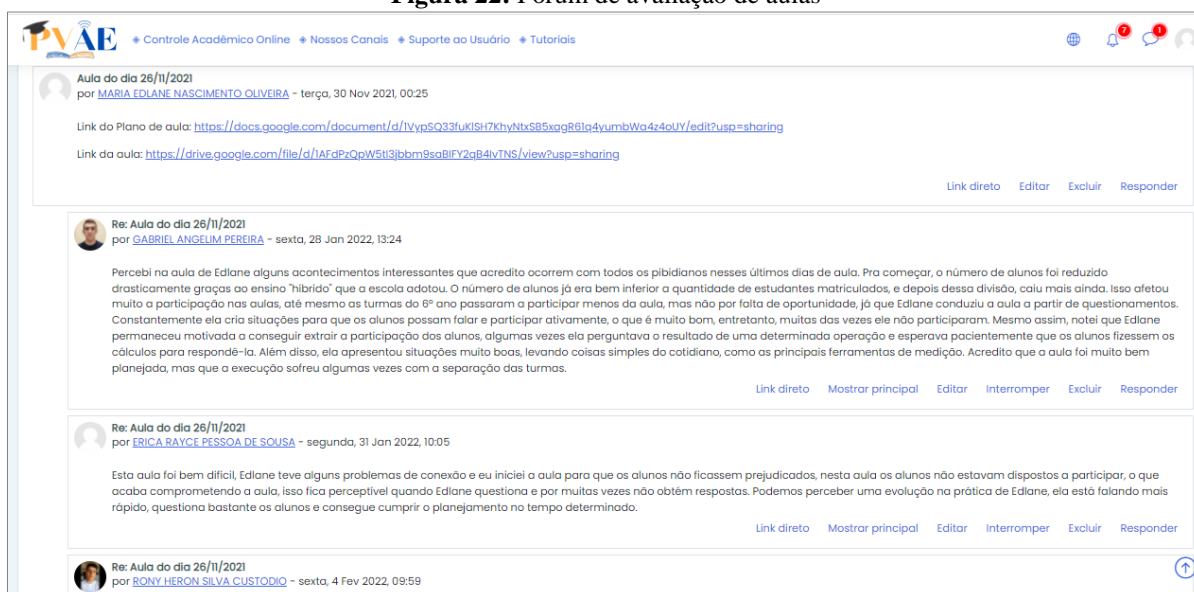 Figura 22: Fórum de avaliação de aulas
PVAE
Controle Acadêmico Online Nossos Canais Suporte ao Usuário Tutoriais
7
1
Aula do dia 26/11/2021
por MARIA EDLANE NASCIMENTO OLIVEIRA - terça, 30 Nov 2021, 00:25
Link do Plano de aula: https://docs.google.com/document/d/1VypSQ33fuKlSH7KhyNtxSB5xagR61q4yumbWa4z4oUY/edit?usp=sharing
Link da aula: https://drive.google.com/file/d/1AFdPzQpW5tI3jbbm9saBIFY2qB4IvTNS/view?usp=sharing
Link direto Editar Excluir Responder
Re: Aula do dia 26/11/2021
por GABRIEL ANGELIM PEREIRA - sexta, 28 Jan 2022, 13:24
Percebi na aula de Edlane alguns acontecimentos interessantes que acredito ocorrem com todos os pibidianos nesses últimos dias de aula. Pra começar, o número de alunos foi reduzido
drasticamente graças ao ensino "híbrido" que a escola adotou. O número de alunos já era bem inferior a quantidade de estudantes matriculados, e depois dessa divisão, caiu mais ainda. Isso afetou
muito a participação nas aulas, até mesmo as turmas do 6º ano passaram a participar menos da aula, mas não por falta de oportunidade, já que Edlane conduziu a aula a partir de questionamentos.
Constantemente ela cria situações para que os alunos possam falar e participar ativamente, o que é muito bom, entretanto, muitas das vezes ele não participaram. Mesmo assim, notei que Edlane
permaneceu motivada a conseguir extrair a participação dos alunos, algumas vezes ela perguntava o resultado de uma determinada operação e esperava pacientemente que os alunos fizessem os
cálculos para respondê-la. Além disso, ela apresentou situações muito boas, levando coisas simples do cotidiano, como as principais ferramentas de medição. Acredito que a aula foi muito bem
planejada, mas que a execução sofreu algumas vezes com a separação das turmas.
Link direto Mostrar principal Editar Interromper Excluir Responder
Re: Aula do dia 26/11/2021
por ERICA RAYCE PESSOA DE SOUSA - segunda, 31 Jan 2022, 10:05
Esta aula foi bem dificil, Edlane teve alguns problemas de conexão e eu iniciei a aula para que os alunos não ficassem prejudicados, nesta aula os alunos não estavam dispostos a participar, o que
acaba comprometendo a aula, isso fica perceptível quando Edlane questiona e por muitas vezes não obtém respostas. Podemos perceber uma evolução na prática de Edlane, ela está falando mais
rápido, questiona bastante os alunos e consegue cumprir o planejamento no tempo determinado.
Link direto Mostrar principal Editar Interromper Excluir Responder
Re: Aula do dia 26/11/2021
por RONY HERON SILVA CUSTODIO - sexta, 4 Fev 2022, 09:59